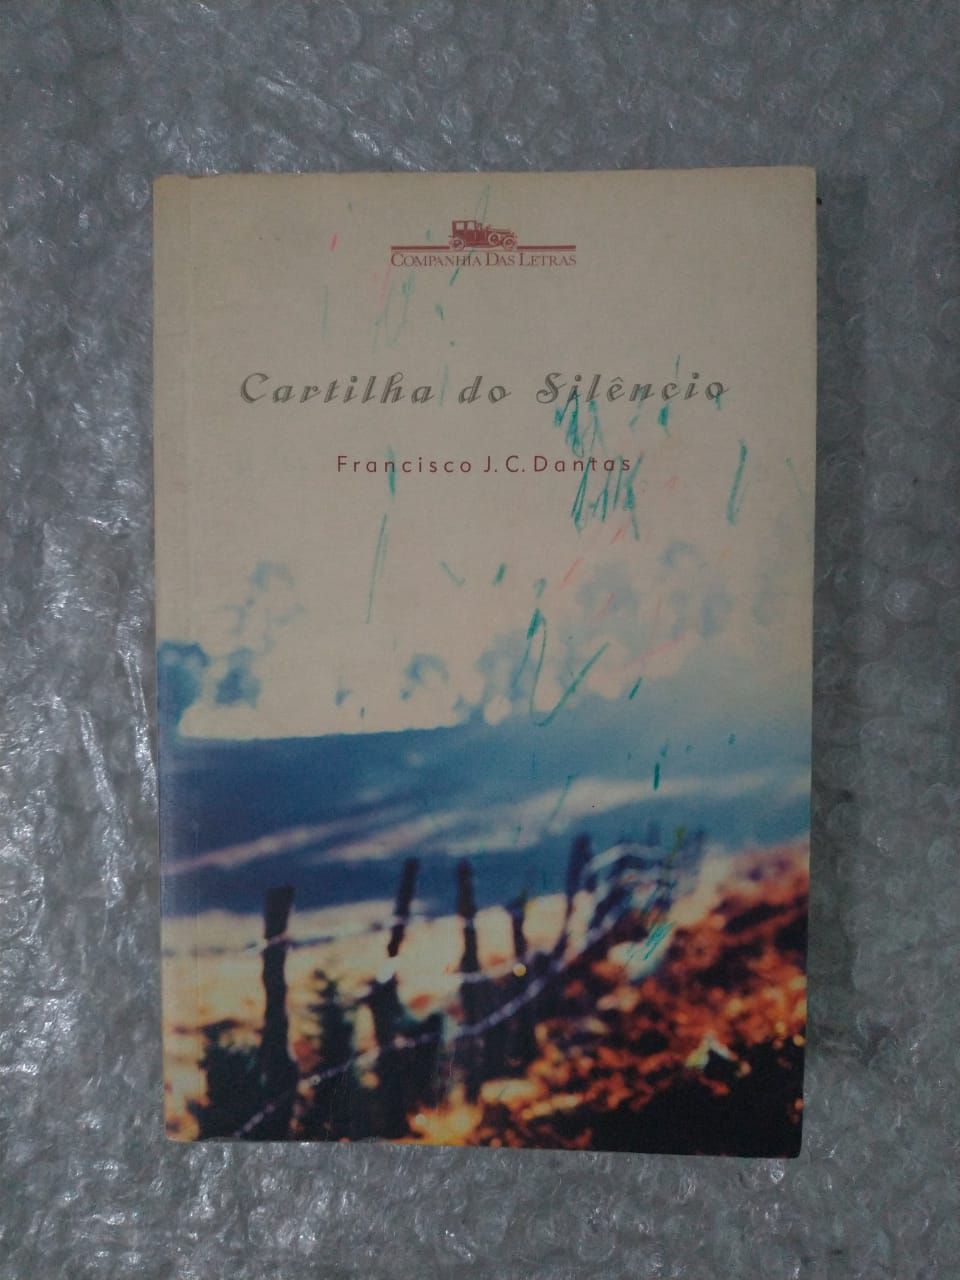 COMPANHIA DAS LETRAS
Cartilha do Silêncio
Francisco J. C. Dantas